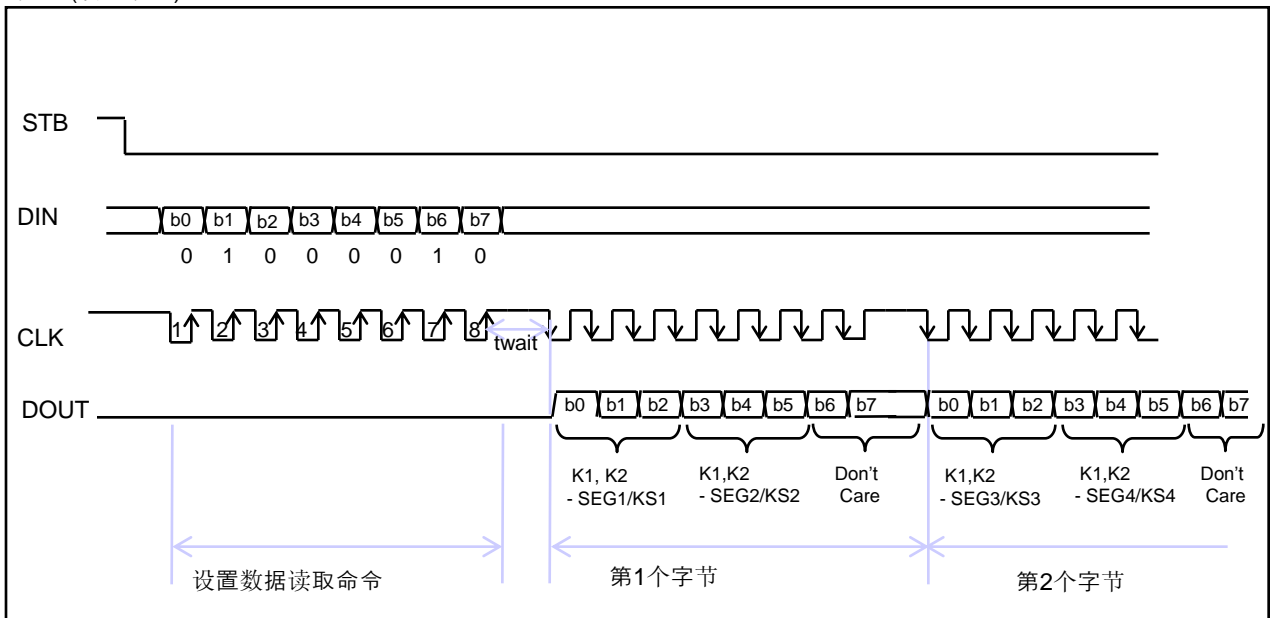 STB
DIN
b0 b1 b2 b3 b4 b5 b6 b7
0 1 0 0 0 0 1 0
CLK
1 2 3 4 5 6 7 8
twait
DOUT
b0 b1 b2 b3 b4 b5 b6 b7 b0 b1 b2 b3 b4 b5 b6 b7
K1, K2
- SEG1/KS1
K1,K2
- SEG2/KS2
Don't
Care
K1,K2
- SEG3/KS3
K1,K2
- SEG4/KS4
Don't
Care
设置数据读取命令
第1个字节
第2个字节